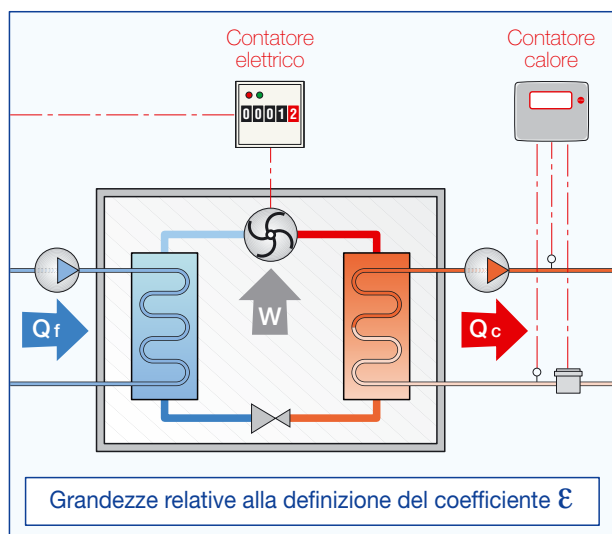 Contatore
elettrico
Contatore
calore
00012
Qf
W
Qc
Grandezze relative alla definizione del coefficiente ε